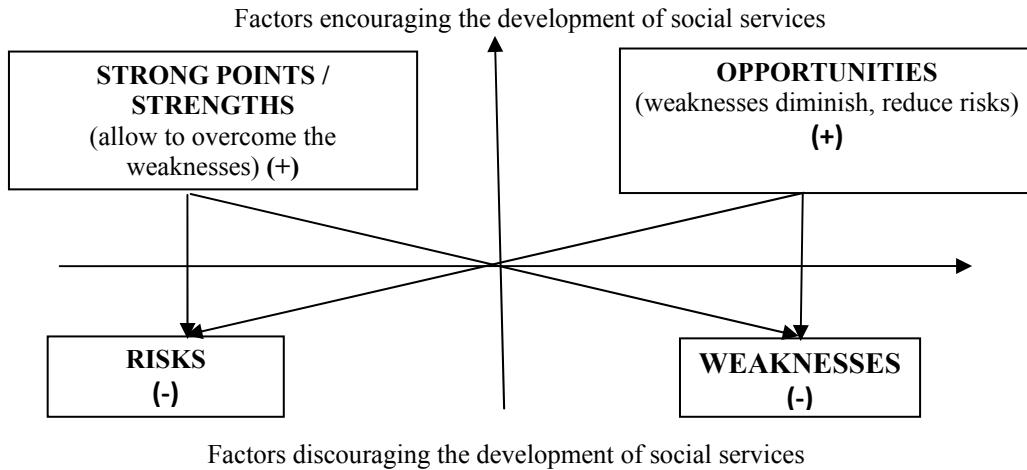 Factors encouraging the development of social services
STRONG POINTS /
STRENGTHS
(allow to overcome the
weaknesses) (+)
OPPORTUNITIES
(weaknesses diminish, reduce risks)
(+)
RISKS
(-)
WEAKNESSES
(-)
Factors discouraging the development of social services